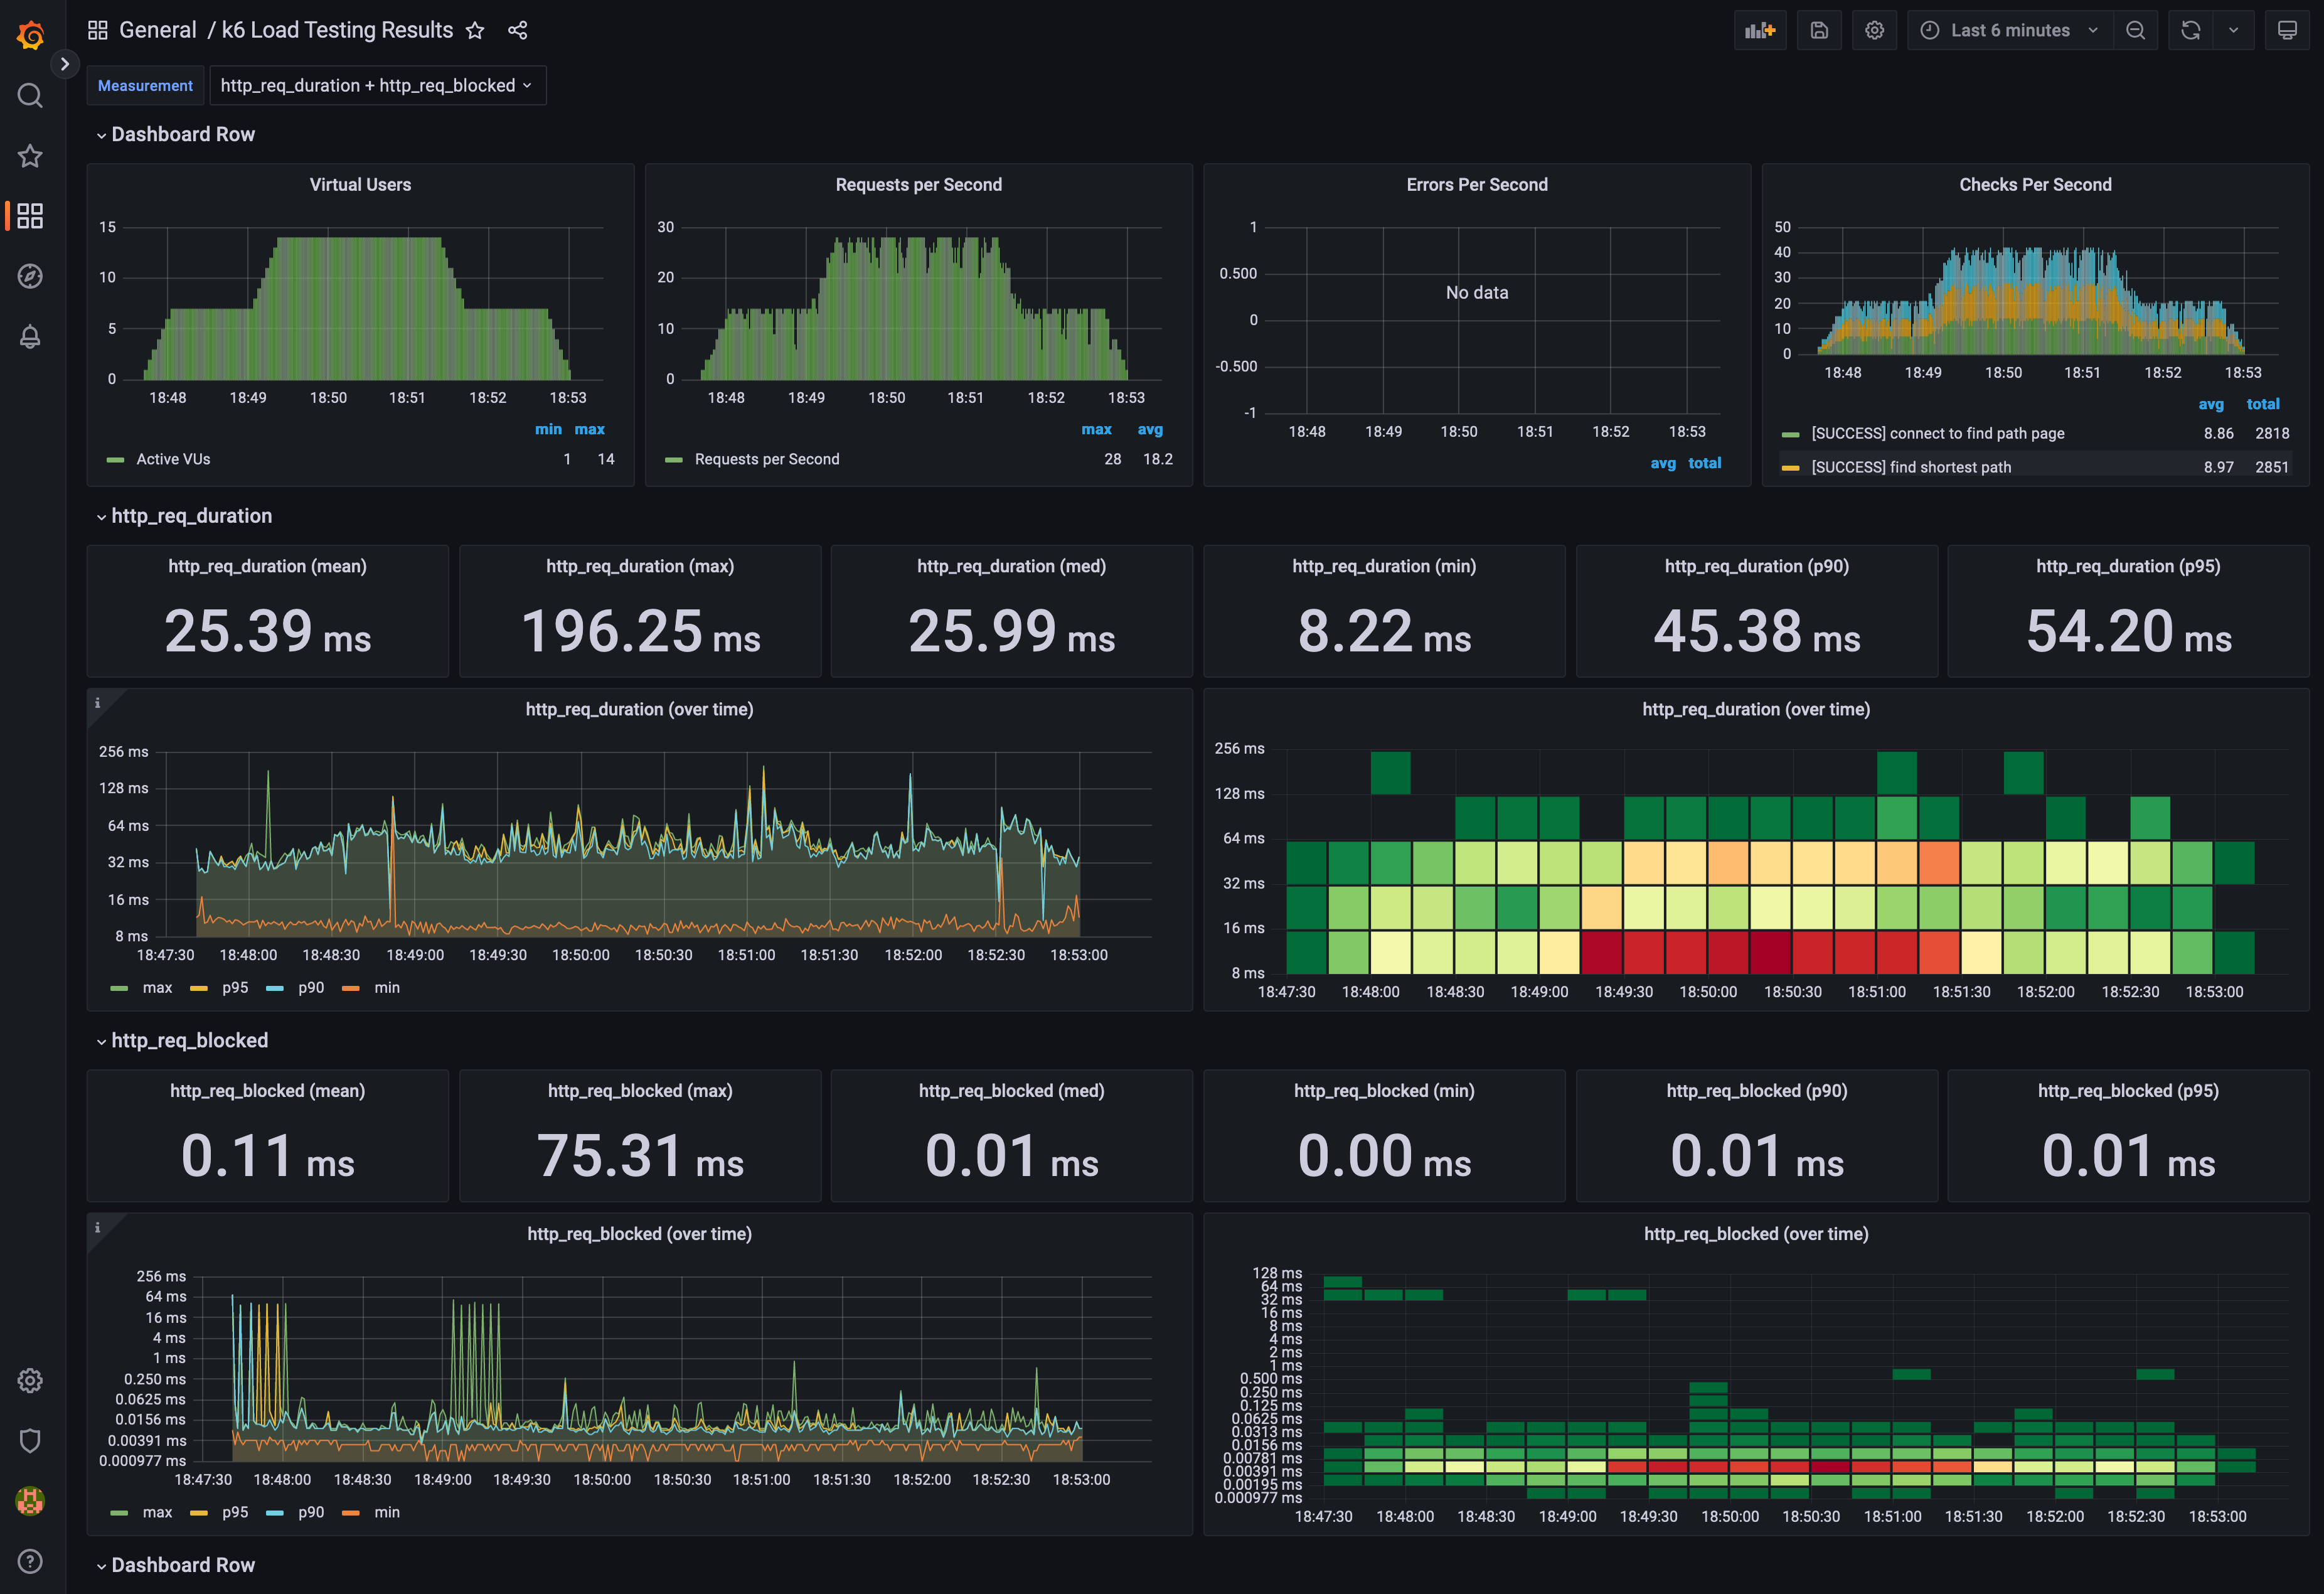 General / k6 Load Testing Results
Last 6 minutes
Measurement http_req_duration + http_req_blocked
Dashboard Row
Virtual Users
15
10
5
0
18:48 18:49 18:50 18:51 18:52 18:53
min max
Active VUs 1 14
Requests per Second
30
20
10
0
18:48 18:49 18:50 18:51 18:52 18:53
max avg
Requests per Second 28 18.2
Errors Per Second
1
0.500
No data
0
-0.500
-1
18:48 18:49 18:50 18:51 18:52 18:53
avg total
Checks Per Second
50
40
30
20
10
0
18:48 18:49 18:50 18:51 18:52 18:53
avg total
[SUCCESS] connect to find path page 8.86 2818
[SUCCESS] find shortest path 8.97 2851
http_req_duration
http_req_duration (mean)
25.39 ms
http_req_duration (max)
196.25 ms
http_req_duration (med)
25.99 ms
http_req_duration (min)
8.22 ms
http_req_duration (p90)
45.38 ms
http_req_duration (p95)
54.20 ms
http_req_duration (over time)
256 ms
128 ms
64 ms
32 ms
16 ms
8 ms
18:47:30 18:48:00 18:48:30 18:49:00 18:49:30 18:50:00 18:50:30 18:51:00 18:51:30 18:52:00 18:52:30 18:53:00
max p95 p90 min
http_req_duration (over time)
256 ms
128 ms
64 ms
32 ms
16 ms
8 ms
18:47:30 18:48:00 18:48:30 18:49:00 18:49:30 18:50:00 18:50:30 18:51:00 18:51:30 18:52:00 18:52:30 18:53:00
http_req_blocked
http_req_blocked (mean)
0.11 ms
http_req_blocked (max)
75.31 ms
http_req_blocked (med)
0.01 ms
http_req_blocked (min)
0.00 ms
http_req_blocked (p90)
0.01 ms
http_req_blocked (p95)
0.01 ms
http_req_blocked (over time)
256 ms
64 ms
16 ms
4 ms
1 ms
0.250 ms
0.0625 ms
0.0156 ms
0.00391 ms
0.000977 ms
18:47:30 18:48:00 18:48:30 18:49:00 18:49:30 18:50:00 18:50:30 18:51:00 18:51:30 18:52:00 18:52:30 18:53:00
max p95 p90 min
http_req_blocked (over time)
128 ms
64 ms
32 ms
16 ms
8 ms
4 ms
2 ms
1 ms
0.500 ms
0.250 ms
0.125 ms
0.0625 ms
0.0313 ms
0.0156 ms
0.00781 ms
0.00391 ms
0.00195 ms
0.000977 ms
18:47:30 18:48:00 18:48:30 18:49:00 18:49:30 18:50:00 18:50:30 18:51:00 18:51:30 18:52:00 18:52:30 18:53:00
Dashboard Row